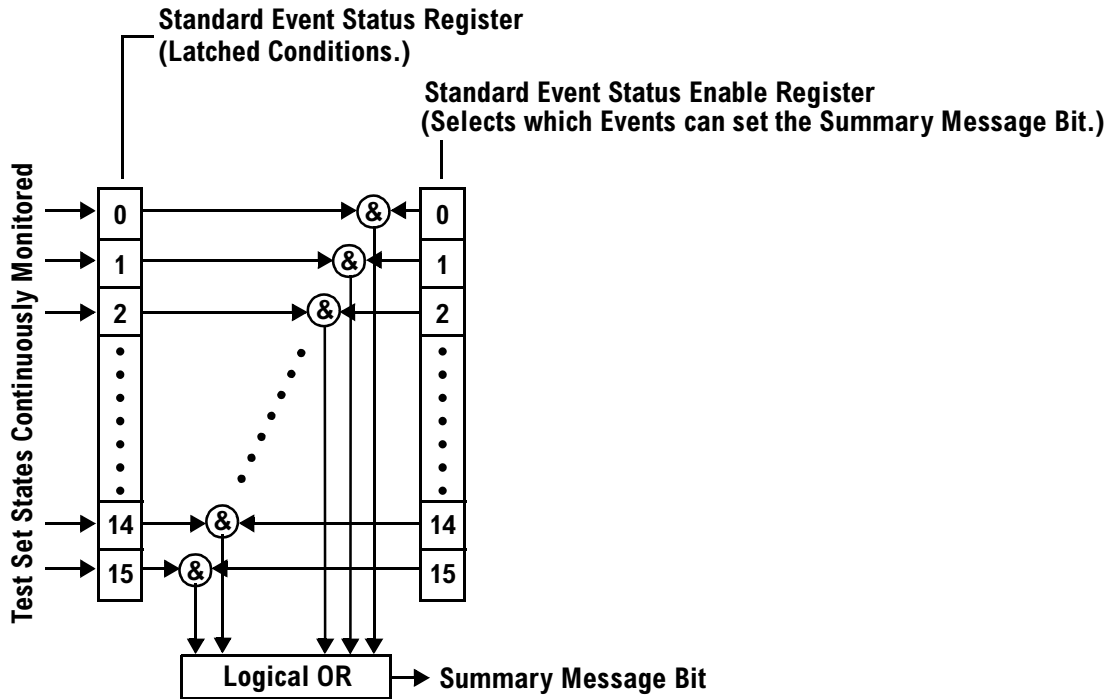 Standard Event Status Register
(Latched Conditions.)
Standard Event Status Enable Register
(Selects which Events can set the Summary Message Bit.)
Test Set States Continuously Monitored
0 & 0
1 & 1
2 & 2
14 & 14
15 & 15
Logical OR
Summary Message Bit